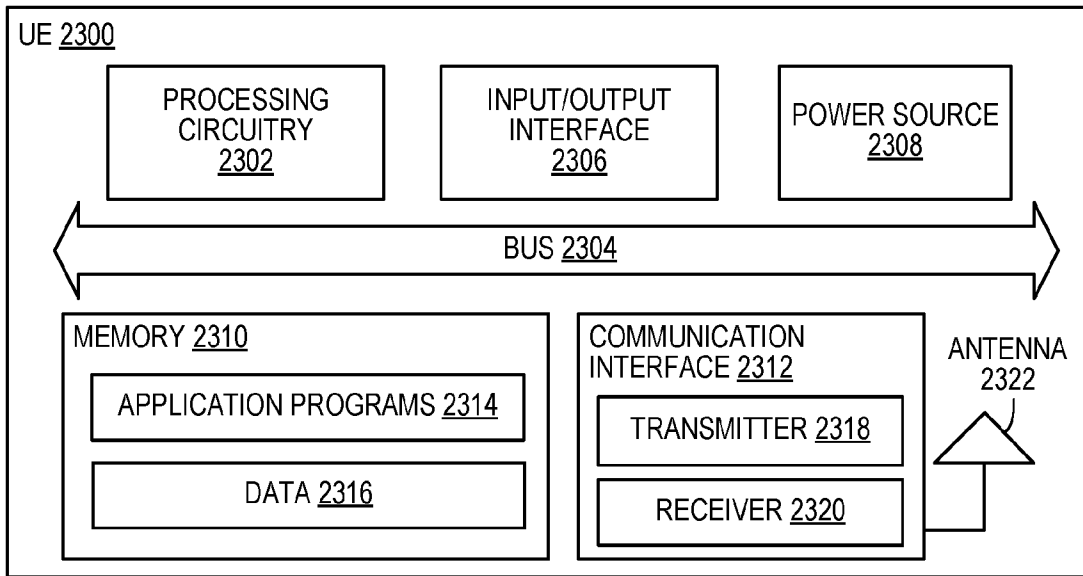 UE 2300
PROCESSING
CIRCUITRY
2302
INPUT/OUTPUT
INTERFACE
2306
POWER SOURCE
2308
BUS 2304
MEMORY 2310
APPLICATION PROGRAMS 2314
DATA 2316
COMMUNICATION
INTERFACE 2312
TRANSMITTER 2318
RECEIVER 2320
ANTENNA
2322